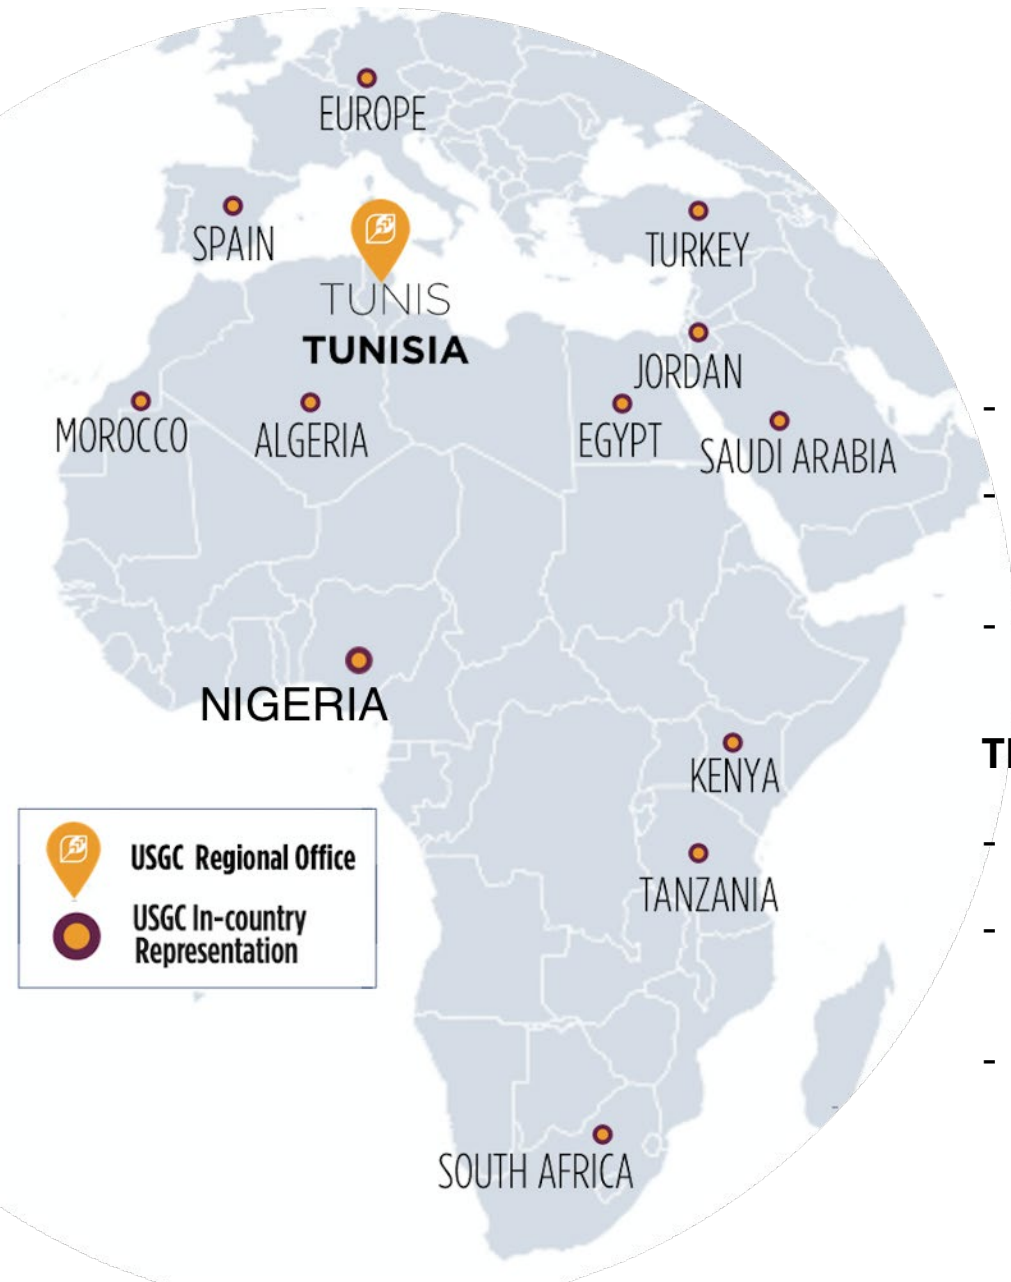 EUROPE
SPAIN
TURKEY
TUNIS
TUNISIA
JORDAN
MOROCCO
ALGERIA
EGYPT
SAUDI ARABIA
-
-
-
NIGERIA
KENYA
USGC Regional Office
USGC In-country
Representation
TANZANIA
-
-
-
SOUTH AFRICA